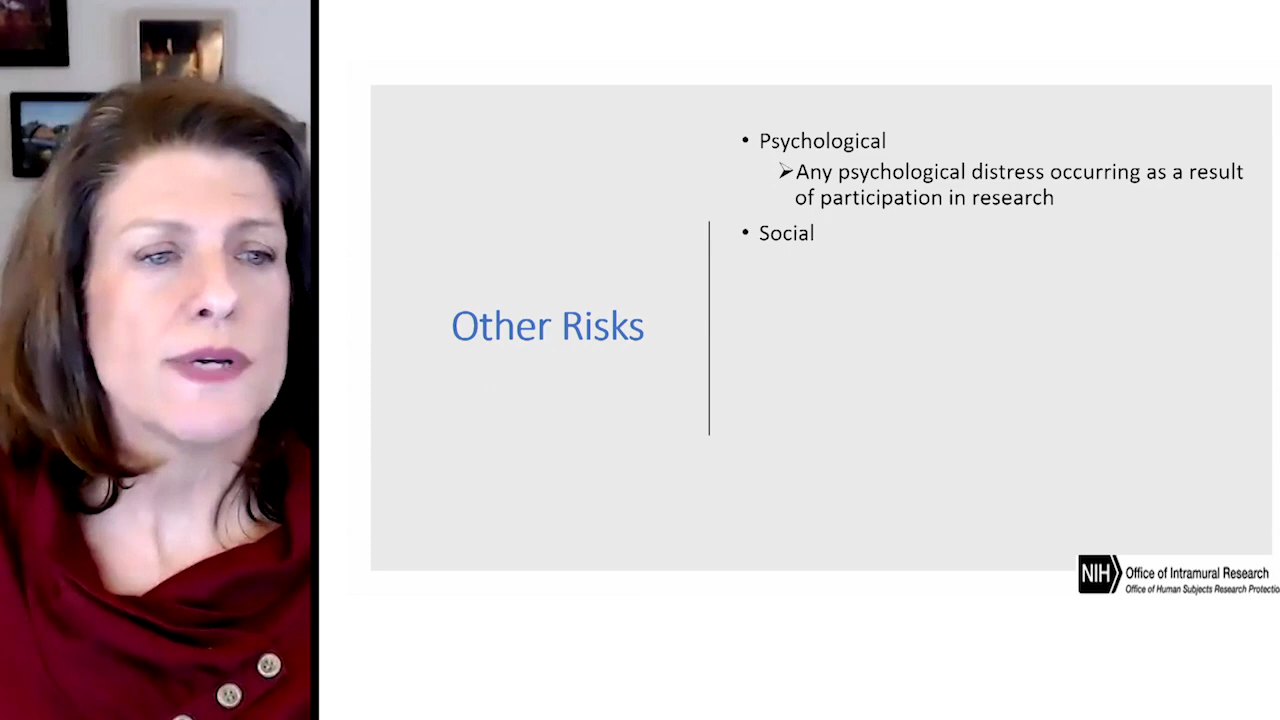 • Psychological
➢Any psychological distress occurring as a result
of participation in research
• Social
Other Risks
NIH Office of Intramural Research
Office of Human Subjects Research Protectio